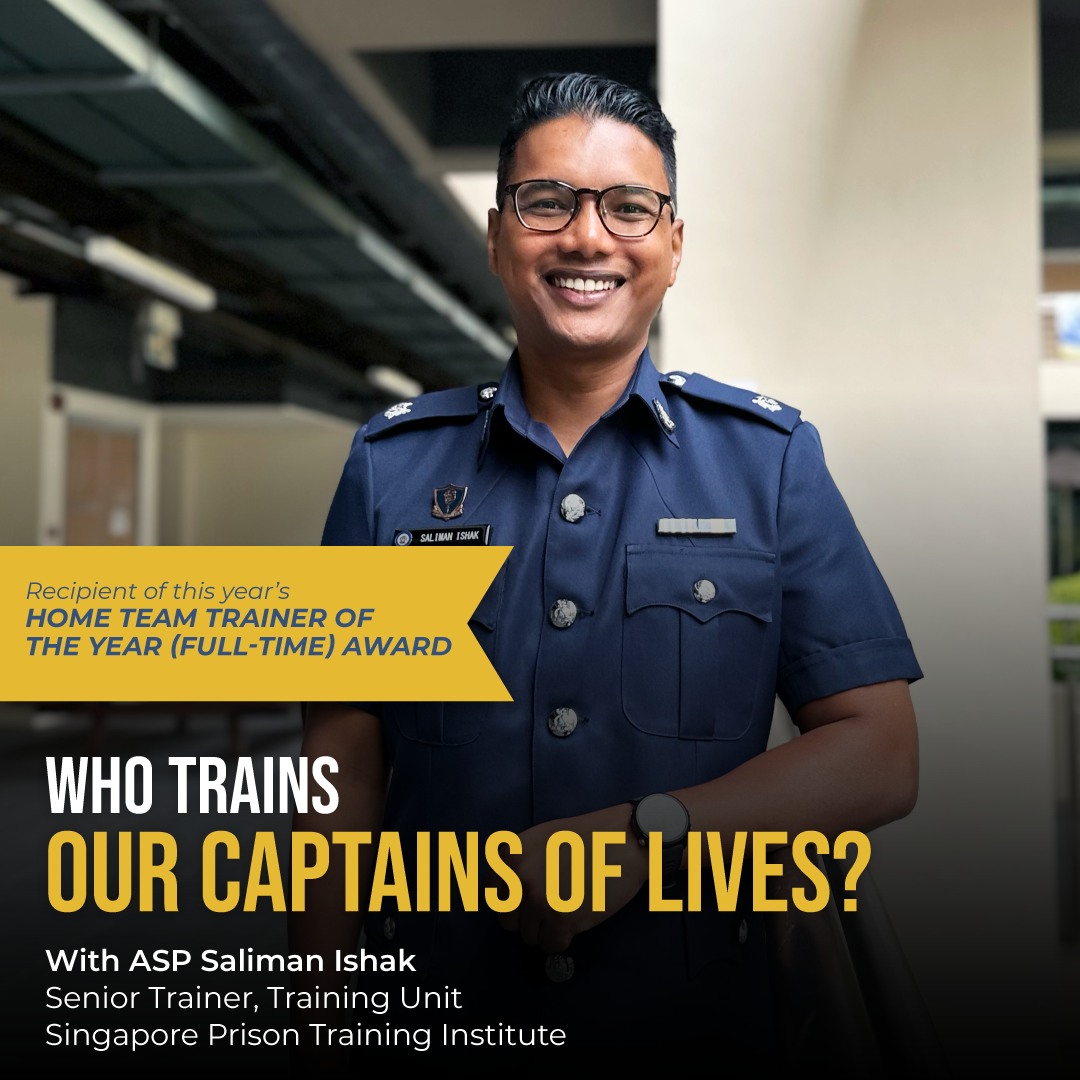 SALIMAN ISHAK
Recipient of this year's
HOME TEAM TRAINER OF
THE YEAR (FULL-TIME) AWARD
WHO TRAINS
OUR CAPTAINS OF LIVES?
With ASP Saliman Ishak
Senior Trainer, Training Unit
Singapore Prison Training Institute